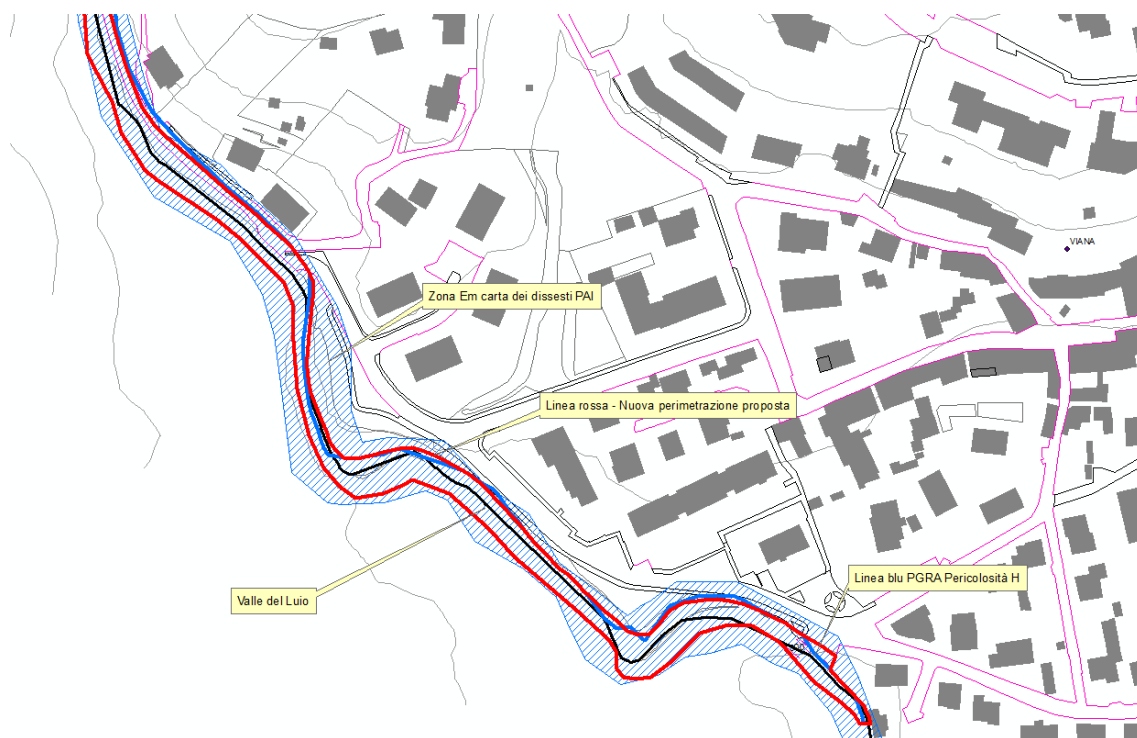 VIANA
Zona Em carta dei dissesti PAI
Linea rossa - Nuova perimetrazione proposta
Linea blu PGRA Pericolosità H
Valle del Luio